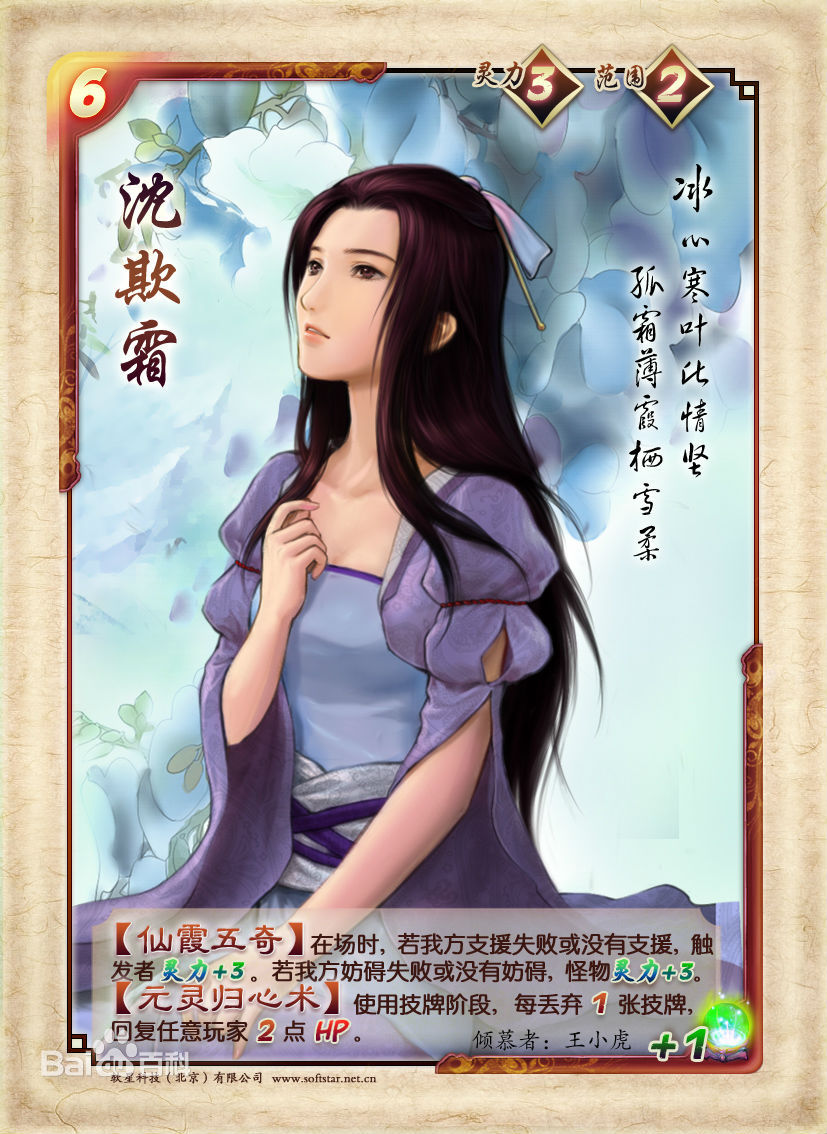 6
灵力 3 范围 2
沈欺霜
冰心寒叶比情坚
孤霜薄霞栖雪柔
【仙霞五奇】在场时，若我方支援失败或没有支援，触
发者灵力+3。若我方妨碍失败或没有妨碍，怪物灵力+3。
【元灵归心术】使用技牌阶段，每丢弃 1 张技牌，
回复任意玩家 2 点 HP。
倾慕者：王小虎 +1
Baidu百科
软星科技（北京）有限公司 www.softstar.net.cn